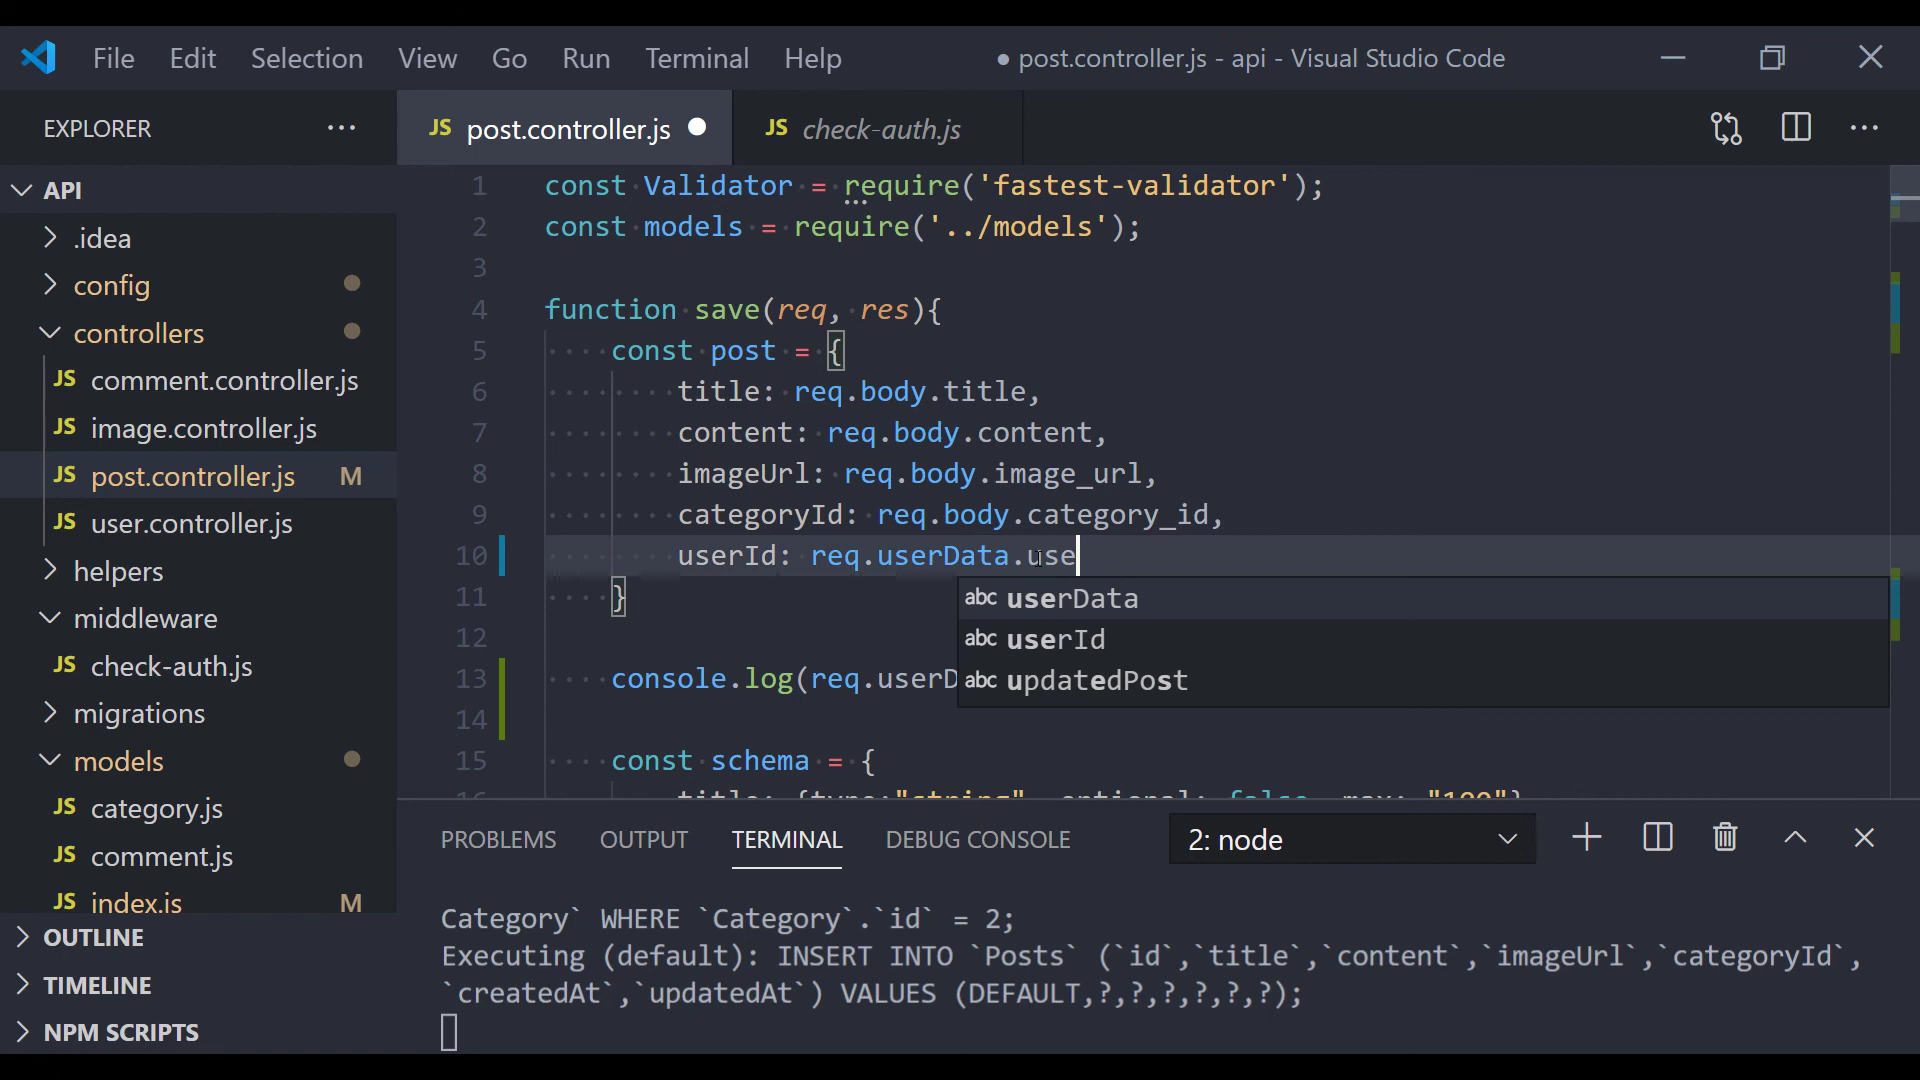 File Edit Selection View Go Run Terminal Help ● post.controller.js - api - Visual Studio Code
EXPLORER ··· JS post.controller.js ● JS check-auth.js ···
API
.idea
config
controllers
JS comment.controller.js
JS image.controller.js
JS post.controller.js M
JS user.controller.js
helpers
middleware
JS check-auth.js
migrations
models
JS category.js
JS comment.js
JS index.js M
OUTLINE
TIMELINE
NPM SCRIPTS
1 const Validator = require('fastest-validator');
2 const models = require('../models');
3
4 function save(req, res){
5 const post = {
6 title: req.body.title,
7 content: req.body.content,
8 imageUrl: req.body.image_url,
9 categoryId: req.body.category_id,
10 userId: req.userData.use
11 }
12
13 console.log(req.userD
14
15 const schema = {
16 title: {type:"string", optional: false, max: "100"}
abc userData
abc userId
abc updatedPost
PROBLEMS OUTPUT TERMINAL DEBUG CONSOLE 2: node
Category` WHERE `Category`.`id` = 2;
Executing (default): INSERT INTO `Posts` (`id`,`title`,`content`,`imageUrl`,`categoryId`,
`createdAt`,`updatedAt`) VALUES (DEFAULT,?,?,?,?,?,?);